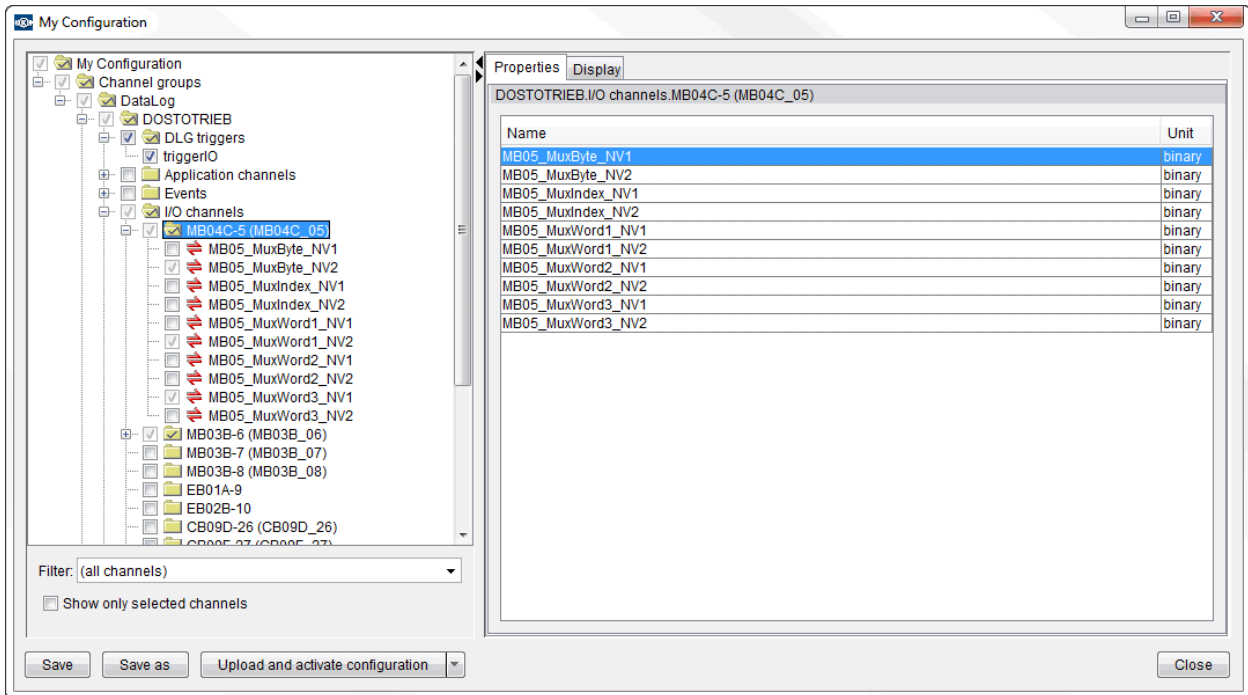 My Configuration
My Configuration
Channel groups
DataLog
DOSTOTRIEB
DLG triggers
triggerIO
Application channels
Events
I/O channels
MB04C-5 (MB04C_05)
MB05_MuxByte_NV1
MB05_MuxByte_NV2
MB05_MuxIndex_NV1
MB05_MuxIndex_NV2
MB05_MuxWord1_NV1
MB05_MuxWord1_NV2
MB05_MuxWord2_NV1
MB05_MuxWord2_NV2
MB05_MuxWord3_NV1
MB05_MuxWord3_NV2
MB03B-6 (MB03B_06)
MB03B-7 (MB03B_07)
MB03B-8 (MB03B_08)
EB01A-9
EB02B-10
CB09D-26 (CB09D_26)
Filter: (all channels)
Show only selected channels
Properties Display
DOSTOTRIEB.I/O channels.MB04C-5 (MB04C_05)
Name Unit
MB05_MuxByte_NV1 binary
MB05_MuxByte_NV2 binary
MB05_MuxIndex_NV1 binary
MB05_MuxIndex_NV2 binary
MB05_MuxWord1_NV1 binary
MB05_MuxWord1_NV2 binary
MB05_MuxWord2_NV1 binary
MB05_MuxWord2_NV2 binary
MB05_MuxWord3_NV1 binary
MB05_MuxWord3_NV2 binary
Save Save as Upload and activate configuration Close